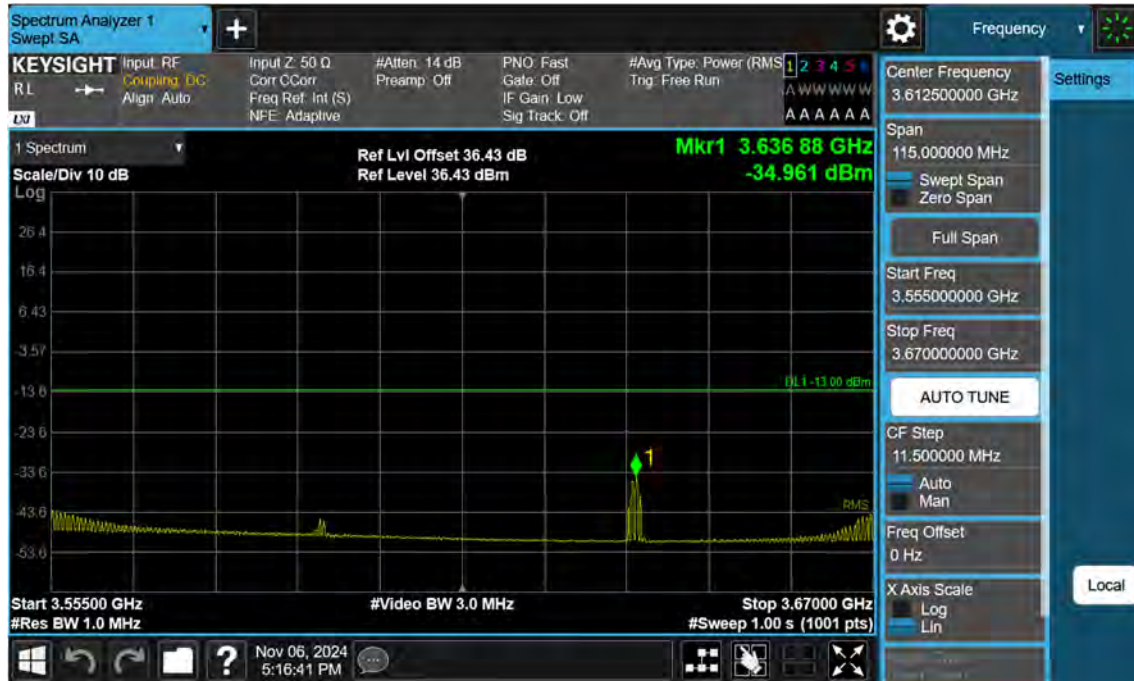 Spectrum Analyzer 1
Swept SA
Frequency
KEYSIGHT
RL
LXI
Input: RF
Coupling: DC
Align: Auto
Input Z: 50 Ω
Corr CCorr
Freq Ref: Int (S)
NFE: Adaptive
#Atten: 14 dB
Preamp: Off
PNO: Fast
Gate: Off
IF Gain: Low
Sig Track: Off
#Avg Type: Power (RMS
Trig: Free Run
1 2 3 4 5 6
A W W W W W
A A A A A A
1 Spectrum
Scale/Div 10 dB
Log
Ref Lvl Offset 36.43 dB
Ref Level 36.43 dBm
Mkr1 3.636 88 GHz
-34.961 dBm
26.4
16.4
6.43
-3.57
-13.6
-23.6
-33.6
-43.6
-53.6
DL1 -13.00 dBm
1
RMS
Start 3.55500 GHz
#Res BW 1.0 MHz
#Video BW 3.0 MHz
Stop 3.67000 GHz
#Sweep 1.00 s (1001 pts)
Nov 06, 2024
5:16:41 PM
Center Frequency
3.612500000 GHz
Span
115.000000 MHz
Swept Span
Zero Span
Full Span
Start Freq
3.555000000 GHz
Stop Freq
3.670000000 GHz
AUTO TUNE
CF Step
11.500000 MHz
Auto
Man
Freq Offset
0 Hz
X Axis Scale
Log
Lin
Settings
Local